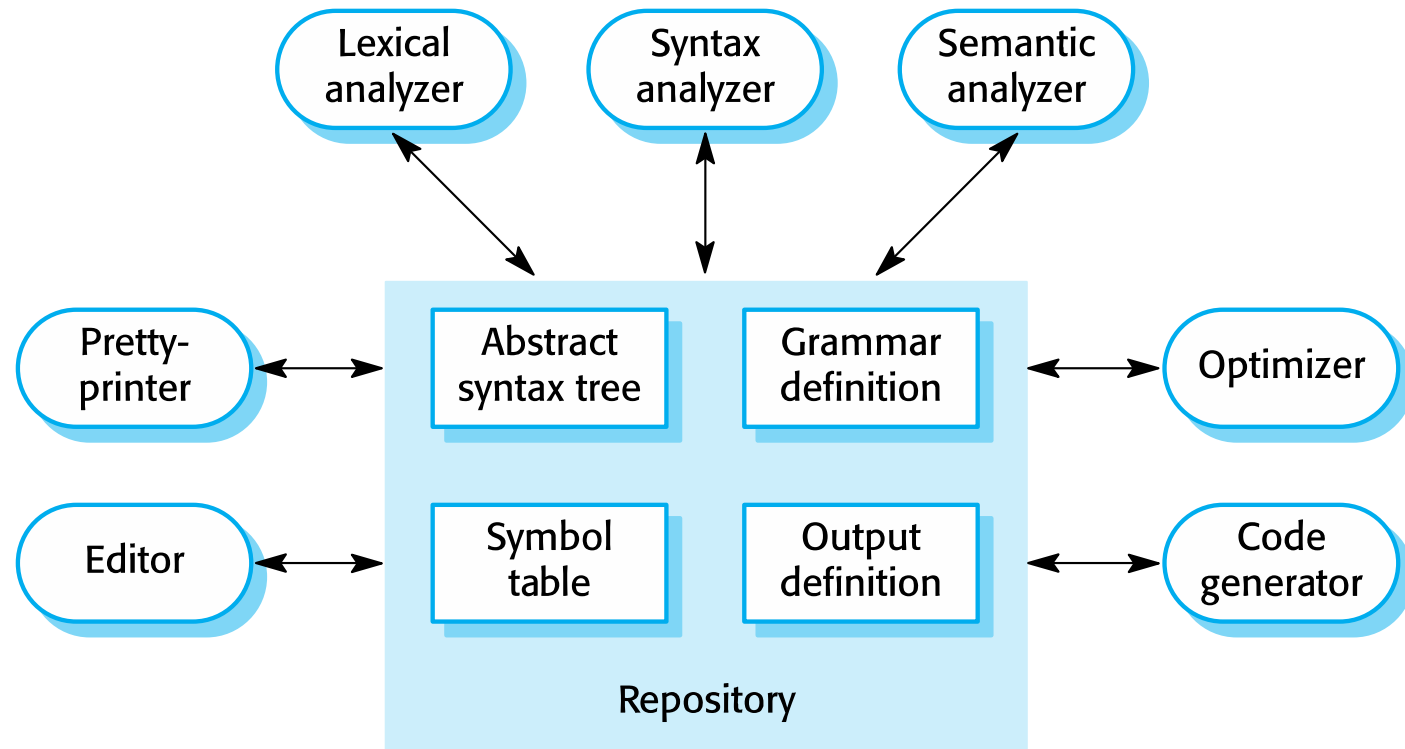 Lexical
analyzer
Syntax
analyzer
Semantic
analyzer
Pretty-
printer
Abstract
syntax tree
Grammar
definition
Optimizer
Editor
Symbol
table
Output
definition
Code
generator
Repository